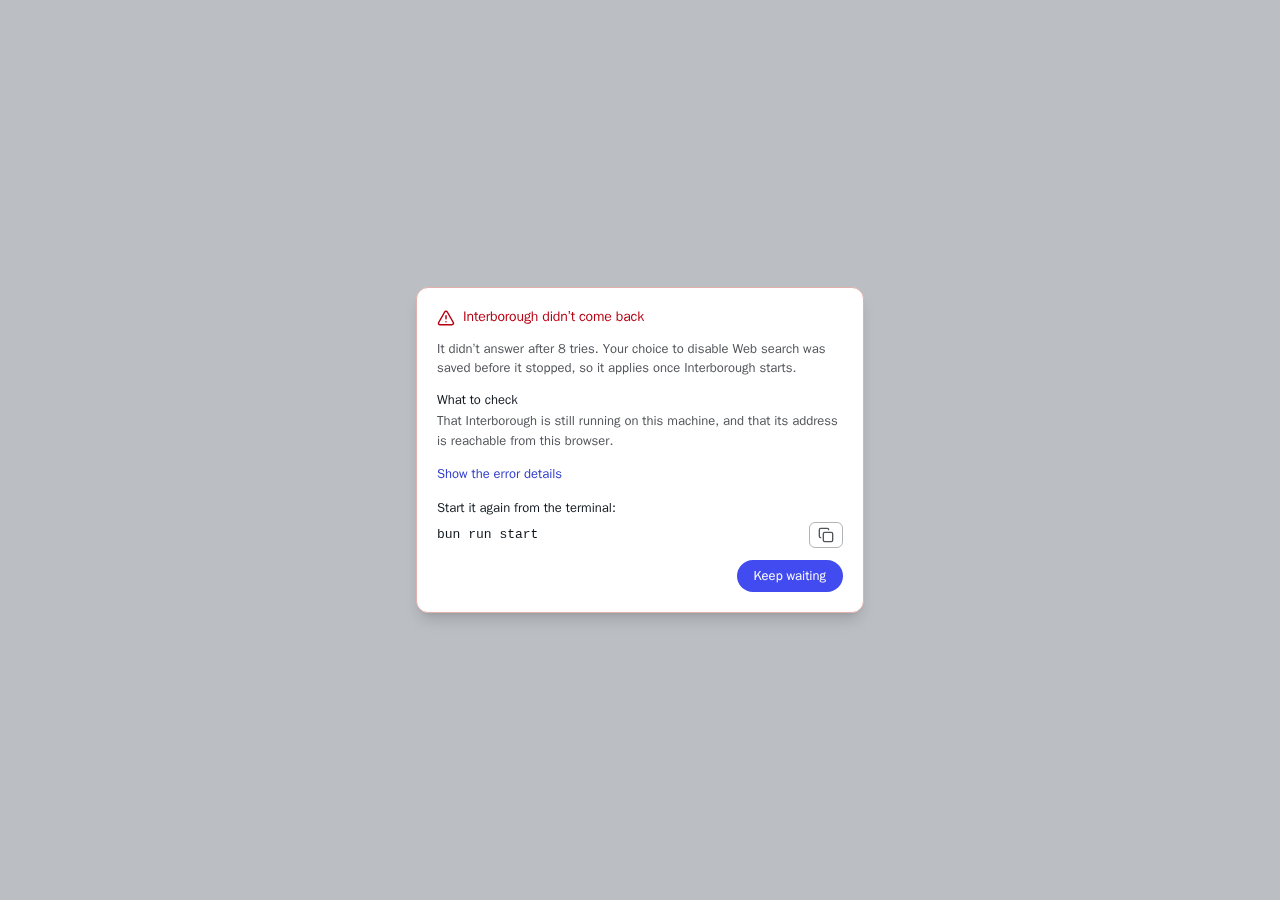 Interborough didn't come back
It didn’t answer after 8 tries. Your choice to disable Web search was
saved before it stopped, so it applies once Interborough starts.
What to check
That Interborough is still running on this machine, and that its address
is reachable from this browser.
Show the error details
Start it again from the terminal:
bun run start
Keep waiting